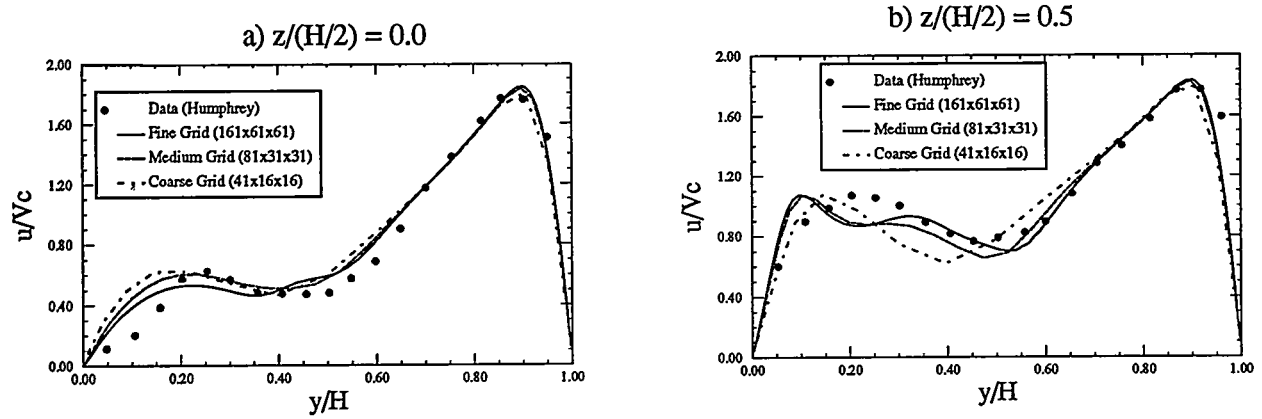 a) z/(H/2) = 0.0
2.00
1.60
1.20
0.80
0.40
0.00
u/Vc
Data (Humphrey)
Fine Grid (161x61x61)
Medium Grid (81x31x31)
Coarse Grid (41x16x16)
0.00 0.20 0.40 0.60 0.80 1.00
y/H
b) z/(H/2) = 0.5
2.00
1.60
1.20
0.80
0.40
0.00
u/Vc
Data (Humphrey)
Fine Grid (161x61x61)
Medium Grid (81x31x31)
Coarse Grid (41x16x16)
0.00 0.20 0.40 0.60 0.80 1.00
y/H